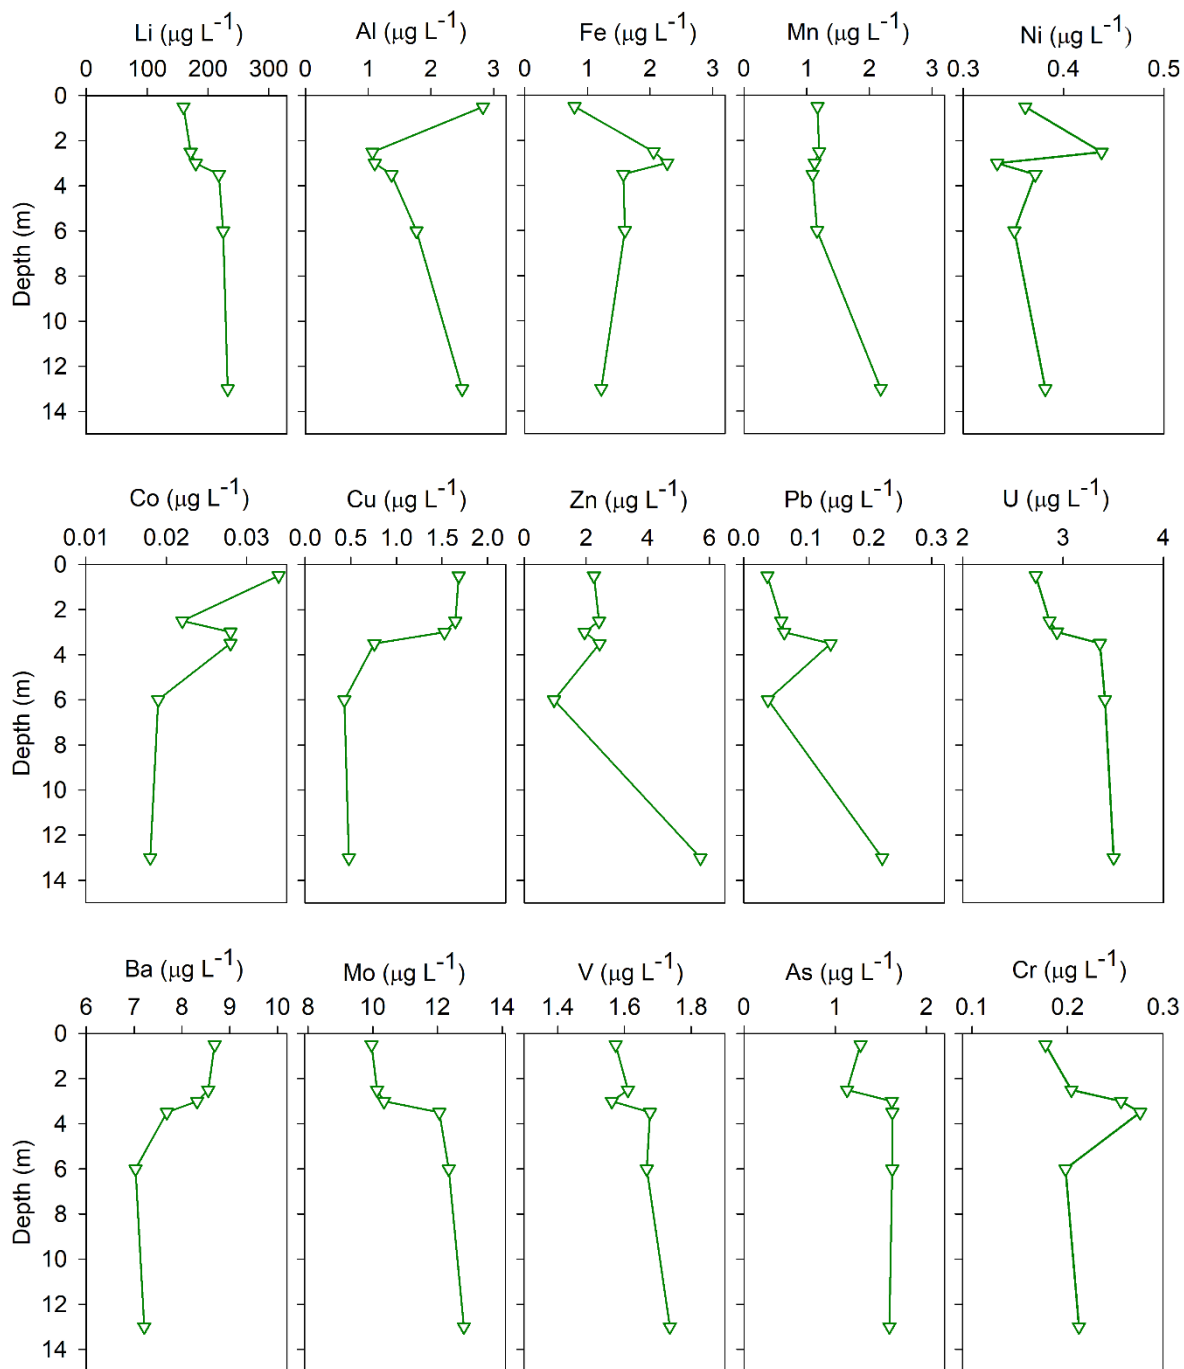 Li (μg L⁻¹) Al (μg L⁻¹) Fe (μg L⁻¹) Mn (μg L⁻¹) Ni (μg L⁻¹)
0 100 200 300 0 1 2 3 0 1 2 3 0 1 2 3 0.3 0.4 0.5
0
2
4
6
8
10
12
14
Depth (m)
Co (μg L⁻¹) Cu (μg L⁻¹) Zn (μg L⁻¹) Pb (μg L⁻¹) U (μg L⁻¹)
0.01 0.02 0.03 0.0 0.5 1.0 1.5 2.0 0 2 4 6 0.0 0.1 0.2 0.3 2 3 4
0
2
4
6
8
10
12
14
Depth (m)
Ba (μg L⁻¹) Mo (μg L⁻¹) V (μg L⁻¹) As (μg L⁻¹) Cr (μg L⁻¹)
6 7 8 9 10 8 10 12 14 1.4 1.6 1.8 0 1 2 0.1 0.2 0.3
0
2
4
6
8
10
12
14
Depth (m)